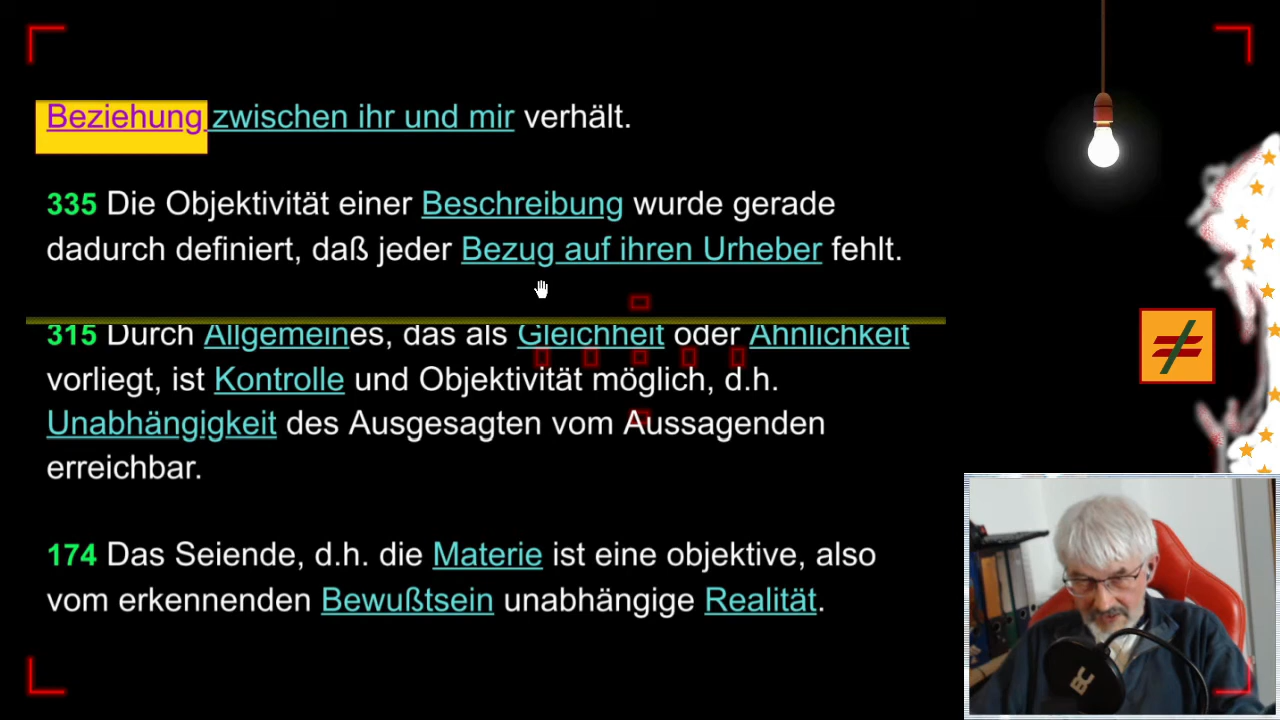 Beziehung zwischen ihr und mir verhält.
335 Die Objektivität einer Beschreibung wurde gerade
dadurch definiert, daß jeder Bezug auf ihren Urheber fehlt.
315 Durch Allgemeines, das als Gleichheit oder Ähnlichkeit
vorliegt, ist Kontrolle und Objektivität möglich, d.h.
Unabhängigkeit des Ausgesagten vom Aussagenden
erreichbar.
174 Das Seiende, d.h. die Materie ist eine objektive, also
vom erkennenden Bewußtsein unabhängige Realität.
≠
BC